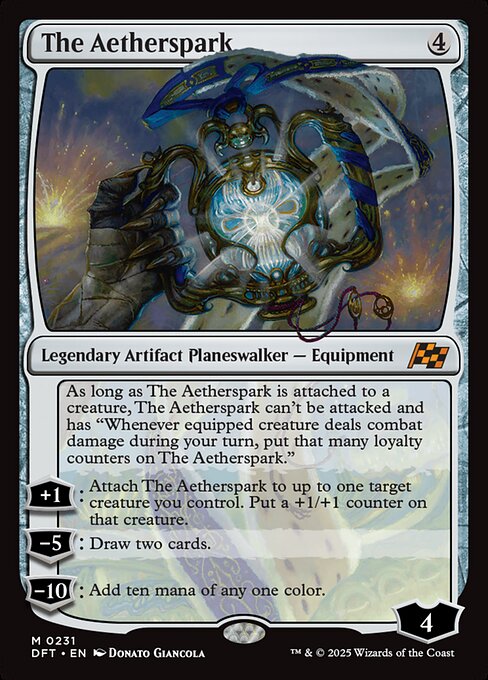 The Aetherspark 4
Legendary Artifact Planeswalker — Equipment
As long as The Aetherspark is attached to a
creature, The Aetherspark can't be attacked and
has “Whenever equipped creature deals combat
damage during your turn, put that many loyalty
counters on The Aetherspark.”
+1 : Attach The Aetherspark to up to one target
creature you control. Put a +1/+1 counter on
that creature.
−5 : Draw two cards.
−10 : Add ten mana of any one color.
4
M 0231
DFT • EN Donato Giancola ™ & © 2025 Wizards of the Coast